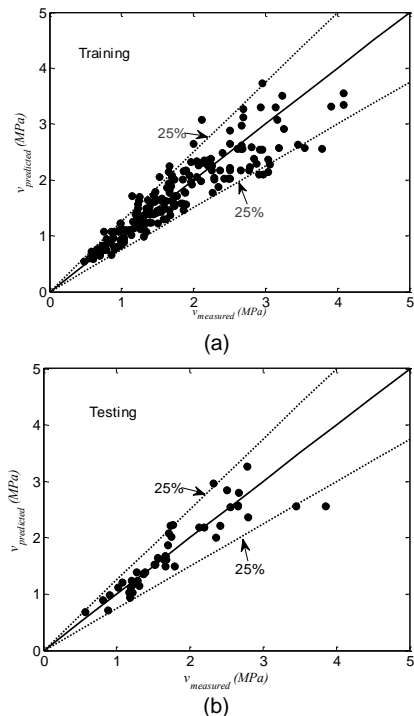 5
Training
4
25%
3
v_predicted (MPa)
2
25%
1
0
0 1 2 3 4 5
v_measured (MPa)
(a)
5
Testing
4
25%
3
v_predicted (MPa)
2
25%
1
0
0 1 2 3 4 5
v_measured (MPa)
(b)